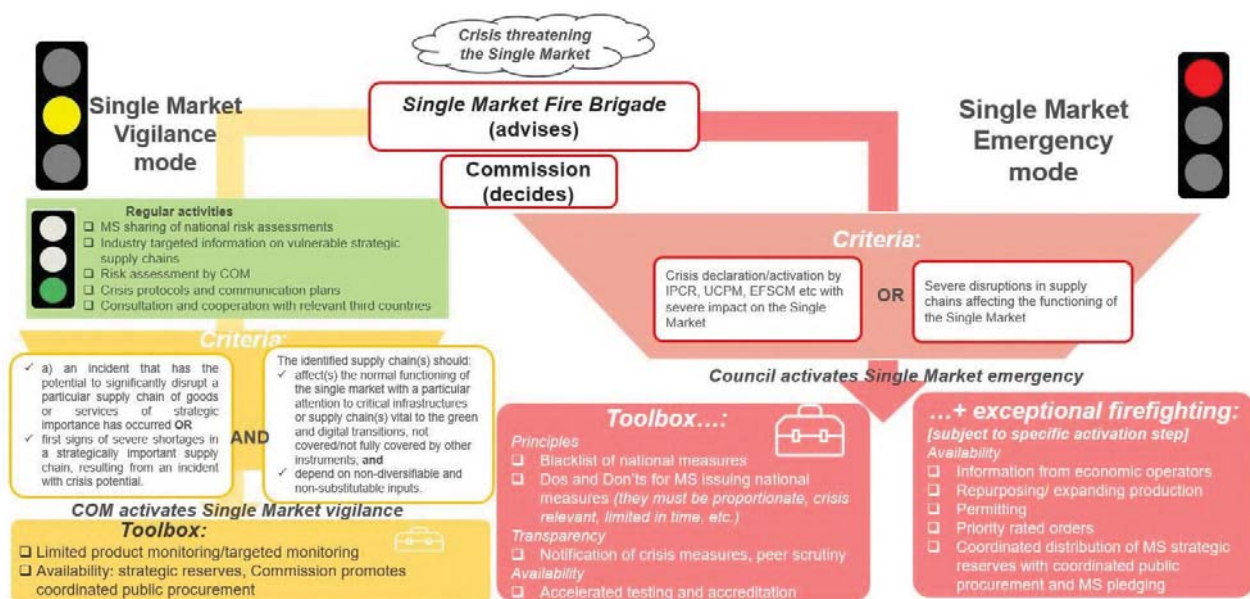 Crisis threatening
the Single Market
Single Market
Vigilance
mode
Single Market Fire Brigade
(advises)
Commission
(decides)
Single Market
Emergency
mode
Regular activities
MS sharing of national risk assessments
Industry targeted information on vulnerable strategic
supply chains
Risk assessment by COM
Crisis protocols and communication plans
Consultation and cooperation with relevant third countries
Criteria:
a) an incident that has the
potential to significantly disrupt a
particular supply chain of goods
or services of strategic
importance has occurred OR
first signs of severe shortages in
a strategically important supply
chain, resulting from an incident
with crisis potential.
AND
The identified supply chain(s) should:
affect(s) the normal functioning of
the single market with a particular
attention to critical infrastructures
or supply chain(s) vital to the green
and digital transitions, not
covered/not fully covered by other
instruments, and
depend on non-diversifiable and
non-substitutable inputs.
COM activates Single Market vigilance
Toolbox:
Limited product monitoring/targeted monitoring
Availability: strategic reserves, Commission promotes
coordinated public procurement
Criteria:
Crisis declaration/activation by
IPCR, UCPM, EFSCM etc with
severe impact on the Single
Market
OR
Severe disruptions in supply
chains affecting the functioning of
the Single Market
Council activates Single Market emergency
Toolbox…:
Principles
Blacklist of national measures
Dos and Don'ts for MS issuing national
measures (they must be proportionate, crisis
relevant, limited in time, etc.)
Transparency
Notification of crisis measures, peer scrutiny
Availability
Accelerated testing and accreditation
…+ exceptional firefighting:
[subject to specific activation step]
Availability
Information from economic operators
Repurposing/ expanding production
Permitting
Priority rated orders
Coordinated distribution of MS strategic
reserves with coordinated public
procurement and MS pledging